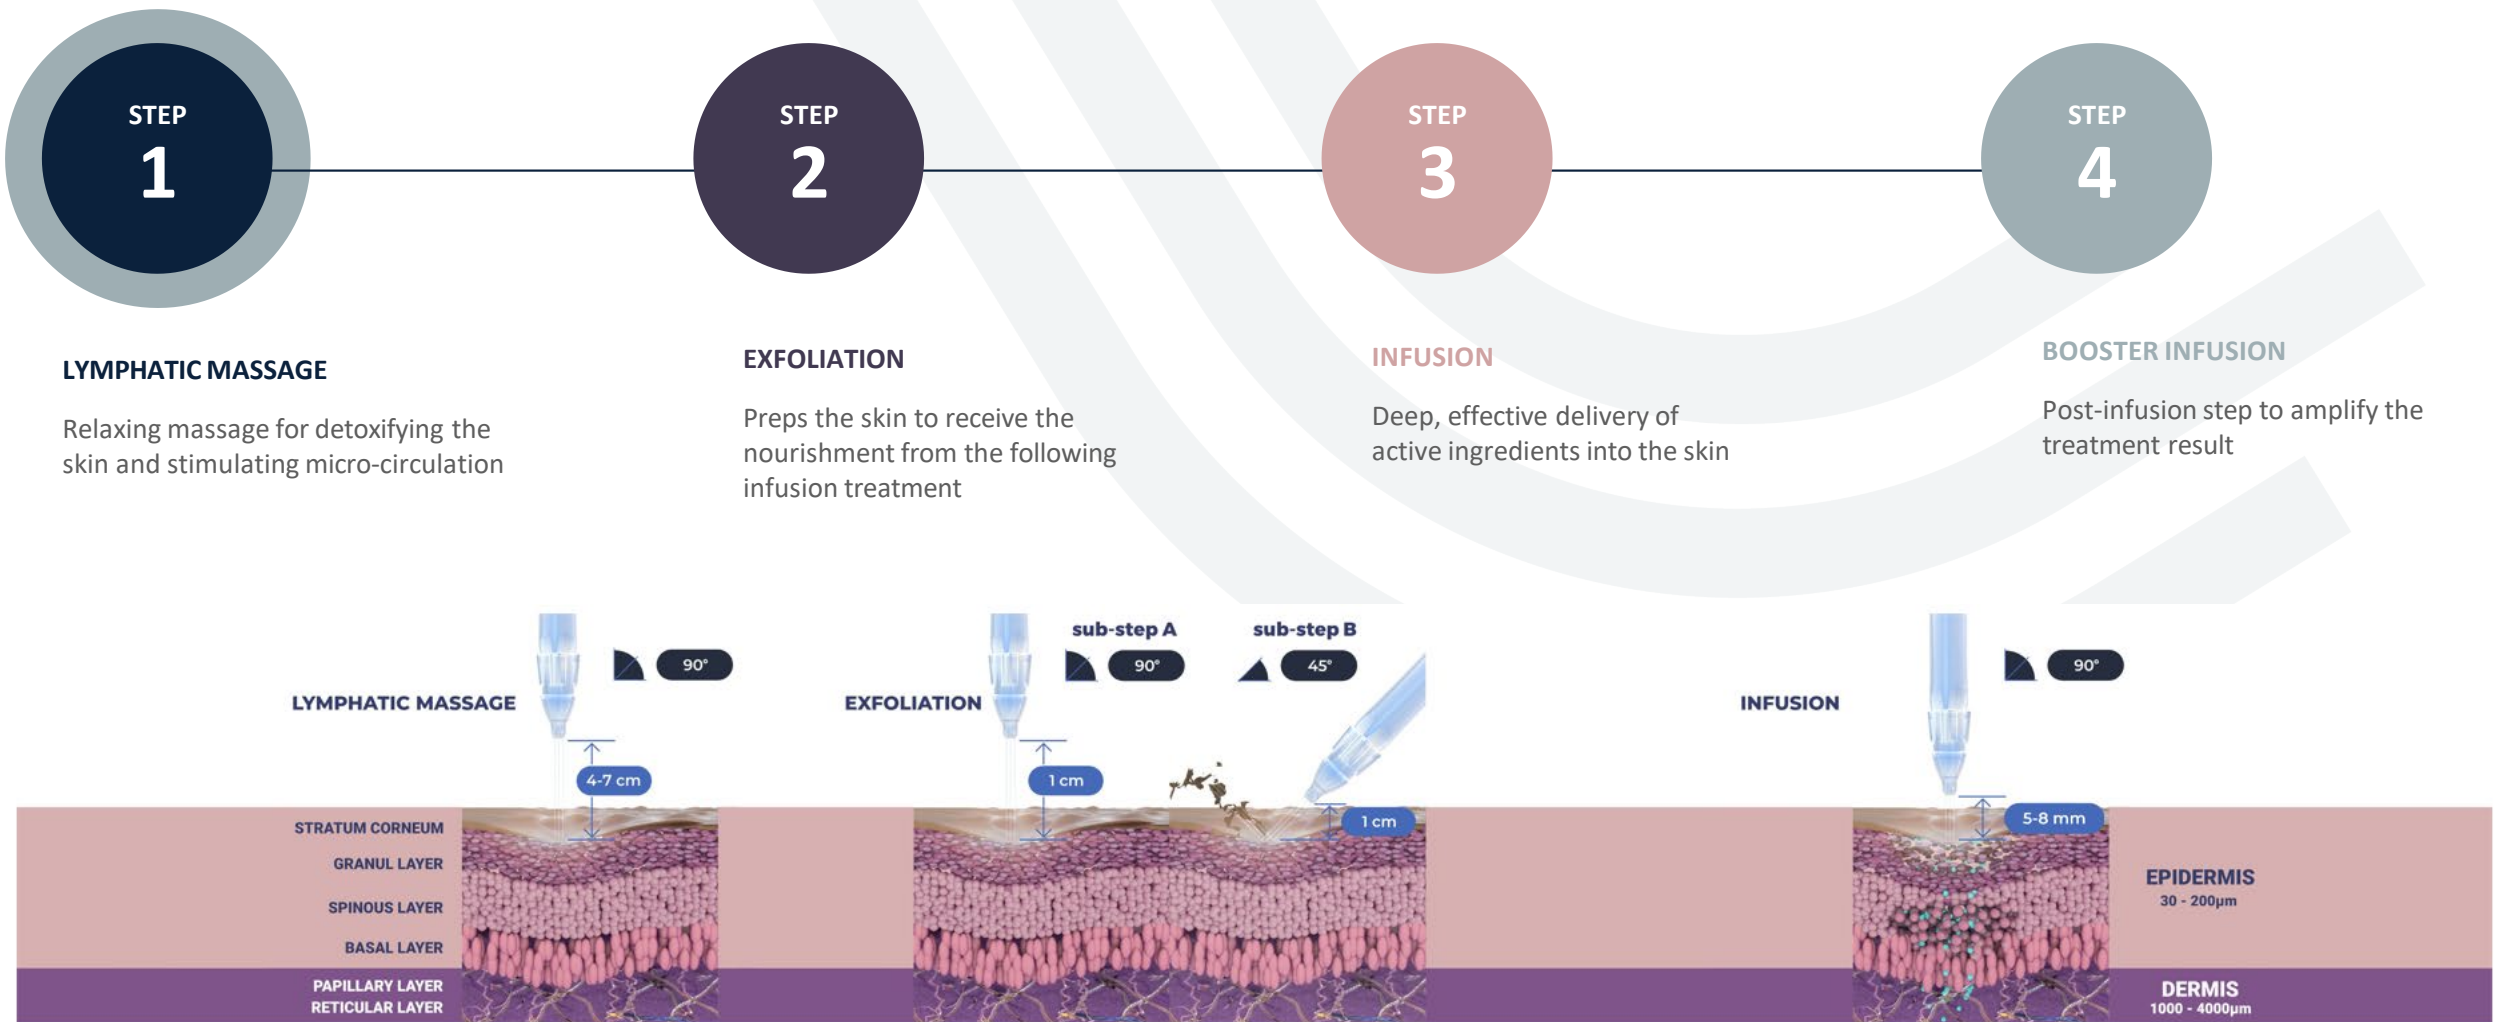 STEP
1
STEP
2
STEP
3
STEP
4
LYMPHATIC MASSAGE
Relaxing massage for detoxifying the
skin and stimulating micro-circulation
EXFOLIATION
Preps the skin to receive the
nourishment from the following
infusion treatment
INFUSION
Deep, effective delivery of
active ingredients into the skin
BOOSTER INFUSION
Post-infusion step to amplify the
treatment result
LYMPHATIC MASSAGE
90°
4-7 cm
EXFOLIATION
sub-step A
90°
1 cm
sub-step B
45°
1 cm
INFUSION
90°
5-8 mm
STRATUM CORNEUM
GRANUL LAYER
SPINOUS LAYER
BASAL LAYER
PAPILLARY LAYER
RETICULAR LAYER
EPIDERMIS
30 - 200µm
DERMIS
1000 - 4000µm